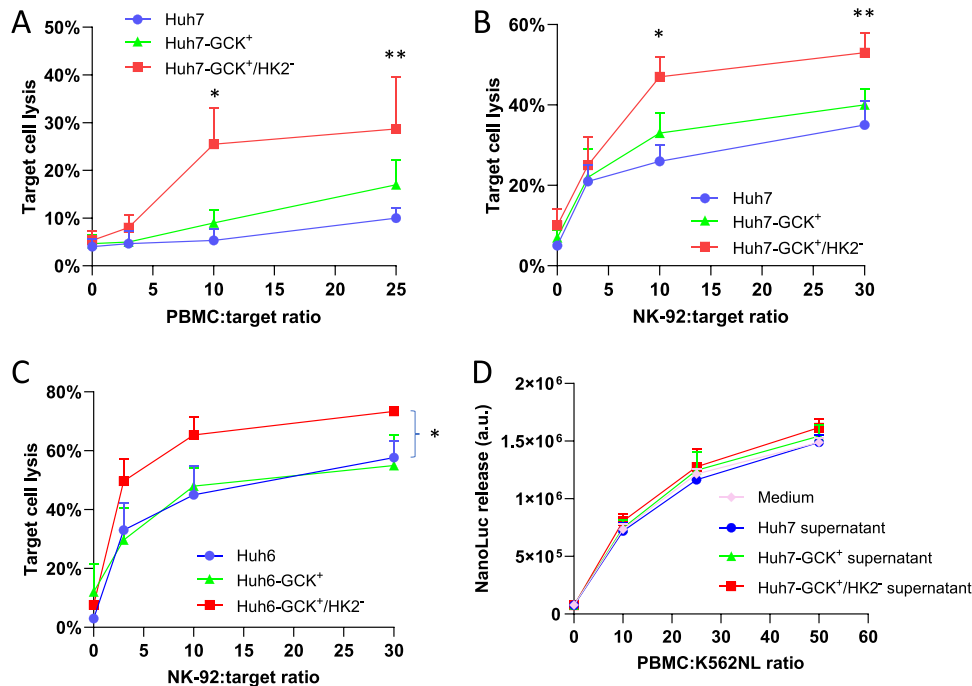 A
Huh7
Huh7-GCK⁺
Huh7-GCK⁺/HK2⁻
Target cell lysis
50%
40%
30%
20%
10%
0%
*
**
0 5 10 15 20 25
PBMC:target ratio
B
Target cell lysis
60%
40%
20%
0%
*
**
Huh7
Huh7-GCK⁺
Huh7-GCK⁺/HK2⁻
0 5 10 15 20 25 30
NK-92:target ratio
C
Target cell lysis
80%
60%
40%
20%
0%
*
Huh6
Huh6-GCK⁺
Huh6-GCK⁺/HK2⁻
0 5 10 15 20 25 30
NK-92:target ratio
D
NanoLuc release (a.u.)
2×10⁶
1.5×10⁶
1×10⁶
5×10⁵
0
Medium
Huh7 supernatant
Huh7-GCK⁺ supernatant
Huh7-GCK⁺/HK2⁻ supernatant
0 10 20 30 40 50 60
PBMC:K562NL ratio